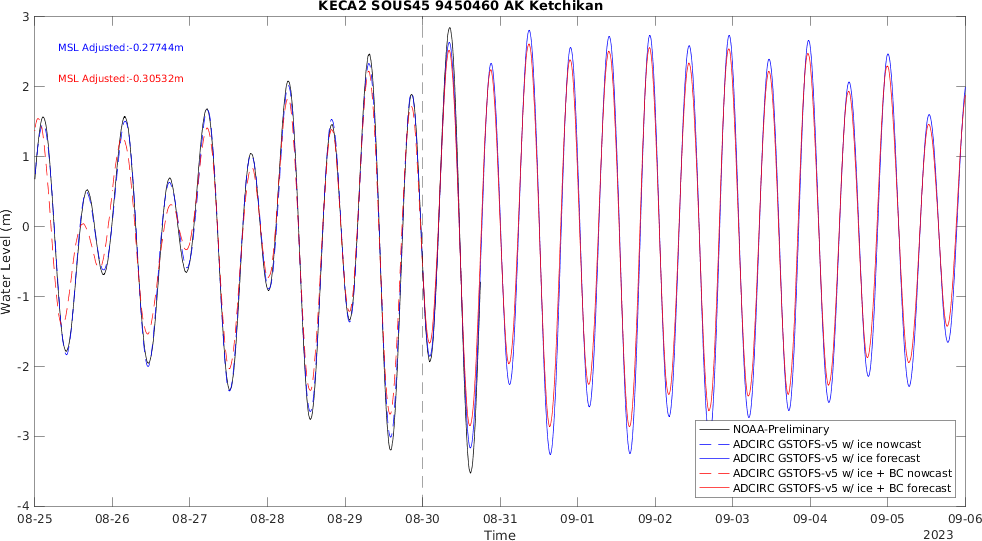 KECA2 SOUS45 9450460 AK Ketchikan
MSL Adjusted:-0.27744m
MSL Adjusted:-0.30532m
Water Level (m)
3
2
1
0
-1
-2
-3
-4
NOAA-Preliminary
ADCIRC GSTOFS-v5 w/ ice nowcast
ADCIRC GSTOFS-v5 w/ ice forecast
ADCIRC GSTOFS-v5 w/ ice + BC nowcast
ADCIRC GSTOFS-v5 w/ ice + BC forecast
08-25 08-26 08-27 08-28 08-29 08-30 08-31 09-01 09-02 09-03 09-04 09-05 09-06
Time
2023